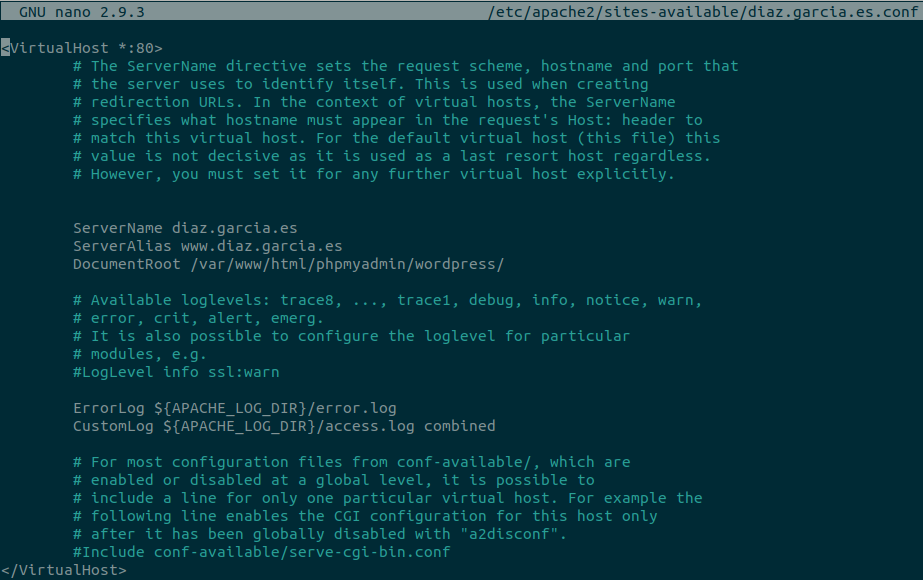 GNU nano 2.9.3 /etc/apache2/sites-available/diaz.garcia.es.conf
<VirtualHost *:80>
# The ServerName directive sets the request scheme, hostname and port that
# the server uses to identify itself. This is used when creating
# redirection URLs. In the context of virtual hosts, the ServerName
# specifies what hostname must appear in the request's Host: header to
# match this virtual host. For the default virtual host (this file) this
# value is not decisive as it is used as a last resort host regardless.
# However, you must set it for any further virtual host explicitly.
ServerName diaz.garcia.es
ServerAlias www.diaz.garcia.es
DocumentRoot /var/www/html/phpmyadmin/wordpress/
# Available loglevels: trace8, ..., trace1, debug, info, notice, warn,
# error, crit, alert, emerg.
# It is also possible to configure the loglevel for particular
# modules, e.g.
#LogLevel info ssl:warn
ErrorLog ${APACHE_LOG_DIR}/error.log
CustomLog ${APACHE_LOG_DIR}/access.log combined
# For most configuration files from conf-available/, which are
# enabled or disabled at a global level, it is possible to
# include a line for only one particular virtual host. For example the
# following line enables the CGI configuration for this host only
# after it has been globally disabled with "a2disconf".
#Include conf-available/serve-cgi-bin.conf
</VirtualHost>